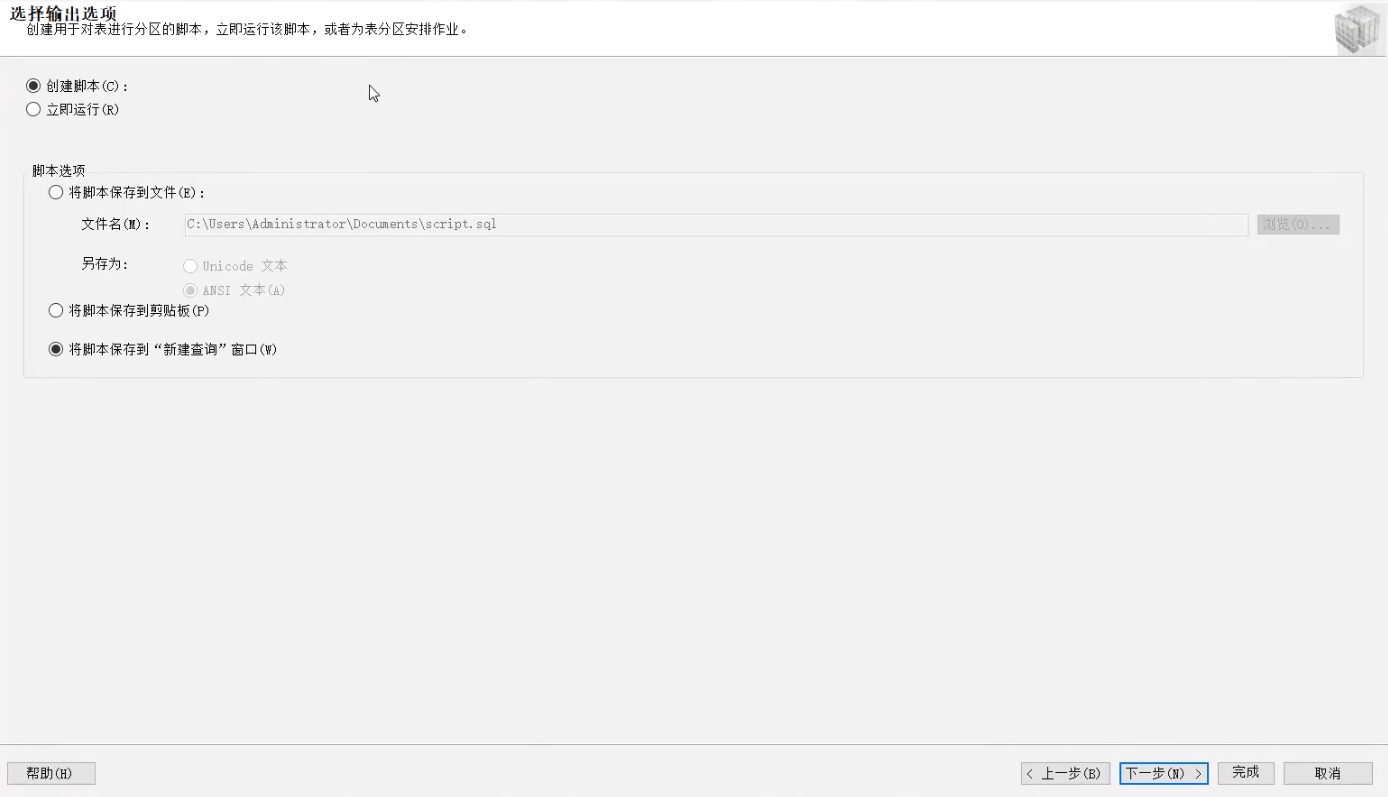 选择输出选项
创建用于对表进行分区的脚本，立即运行该脚本，或者为表分区安排作业。
创建脚本(C):
立即运行(R)
脚本选项
将脚本保存到文件(E):
文件名(M): C:\Users\Administrator\Documents\script.sql 浏览(O)...
另存为: Unicode 文本
ANSI 文本(A)
将脚本保存到剪贴板(P)
将脚本保存到“新建查询”窗口(W)
帮助(H) < 上一步(B) 下一步(N) > 完成 取消